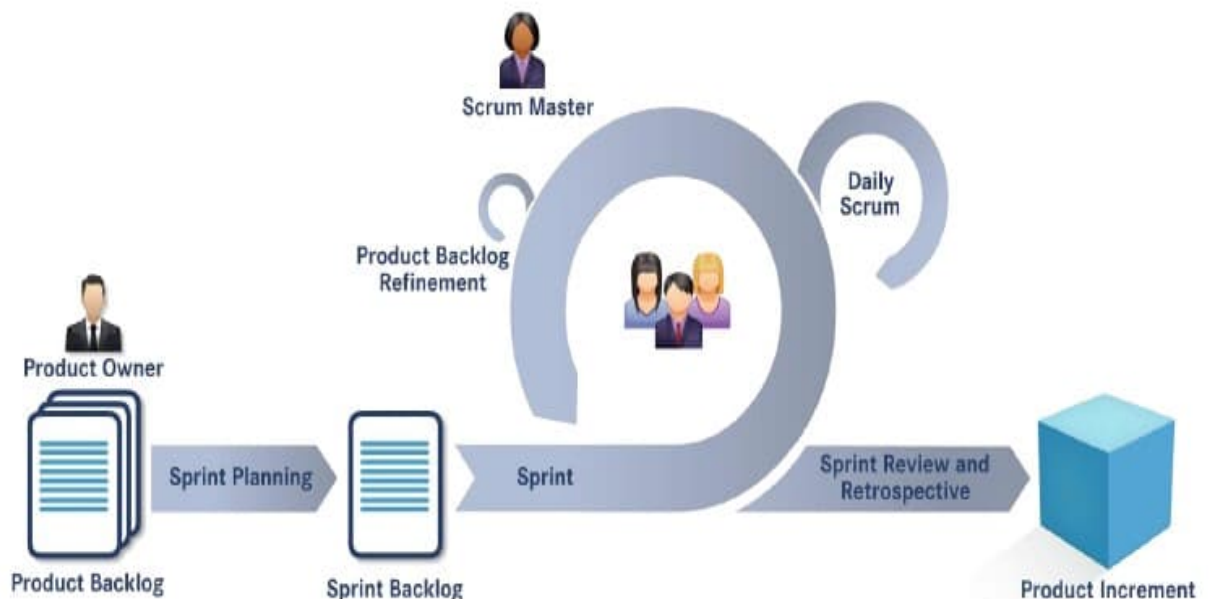 Scrum Master
Daily
Scrum
Product Backlog
Refinement
Product Owner
Sprint Planning
Sprint
Sprint Review and
Retrospective
Product Backlog
Sprint Backlog
Product Increment